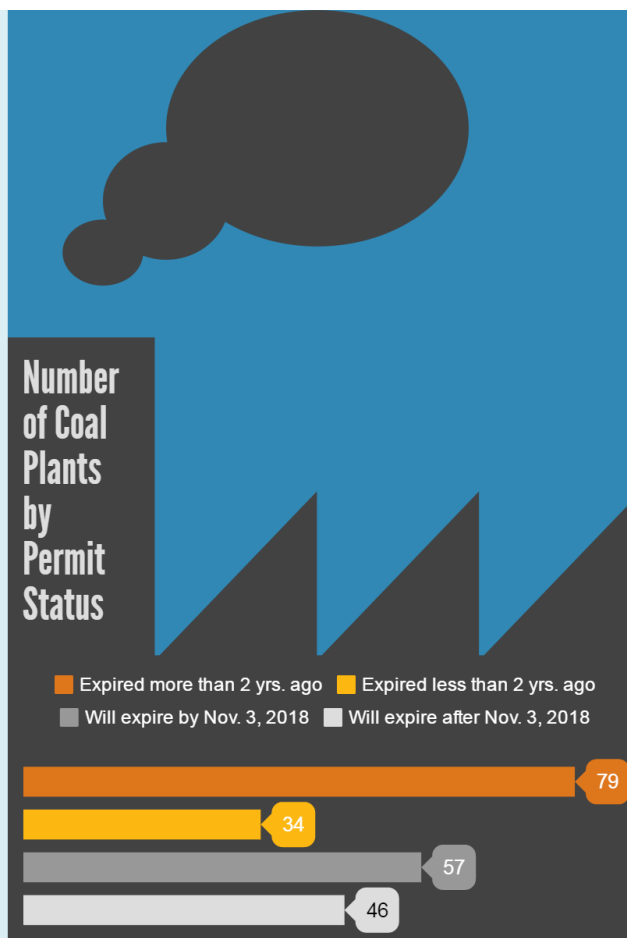 Number
of Coal
Plants
by
Permit
Status
Expired more than 2 yrs. ago Expired less than 2 yrs. ago
Will expire by Nov. 3, 2018 Will expire after Nov. 3, 2018
79
34
57
46